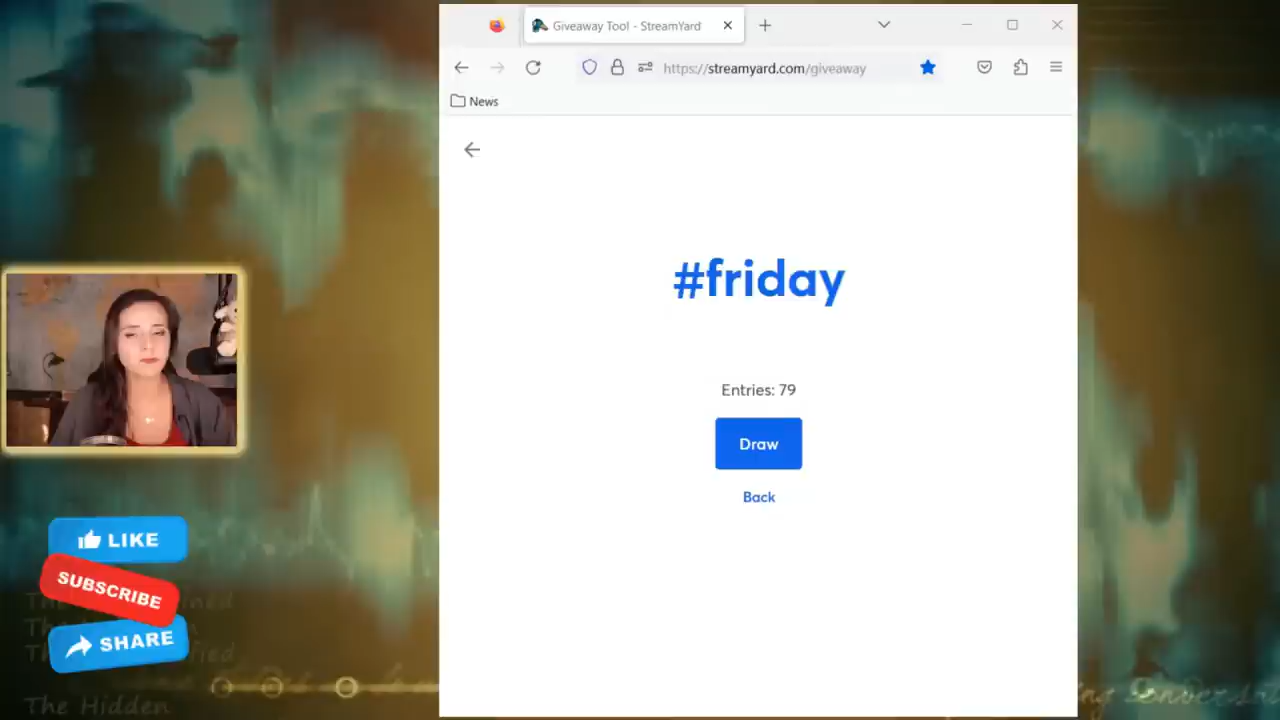 Giveaway Tool - StreamYard
https://streamyard.com/giveaway
News
#friday
Entries: 79
Draw
Back
LIKE
SUBSCRIBE
SHARE
The Hidden